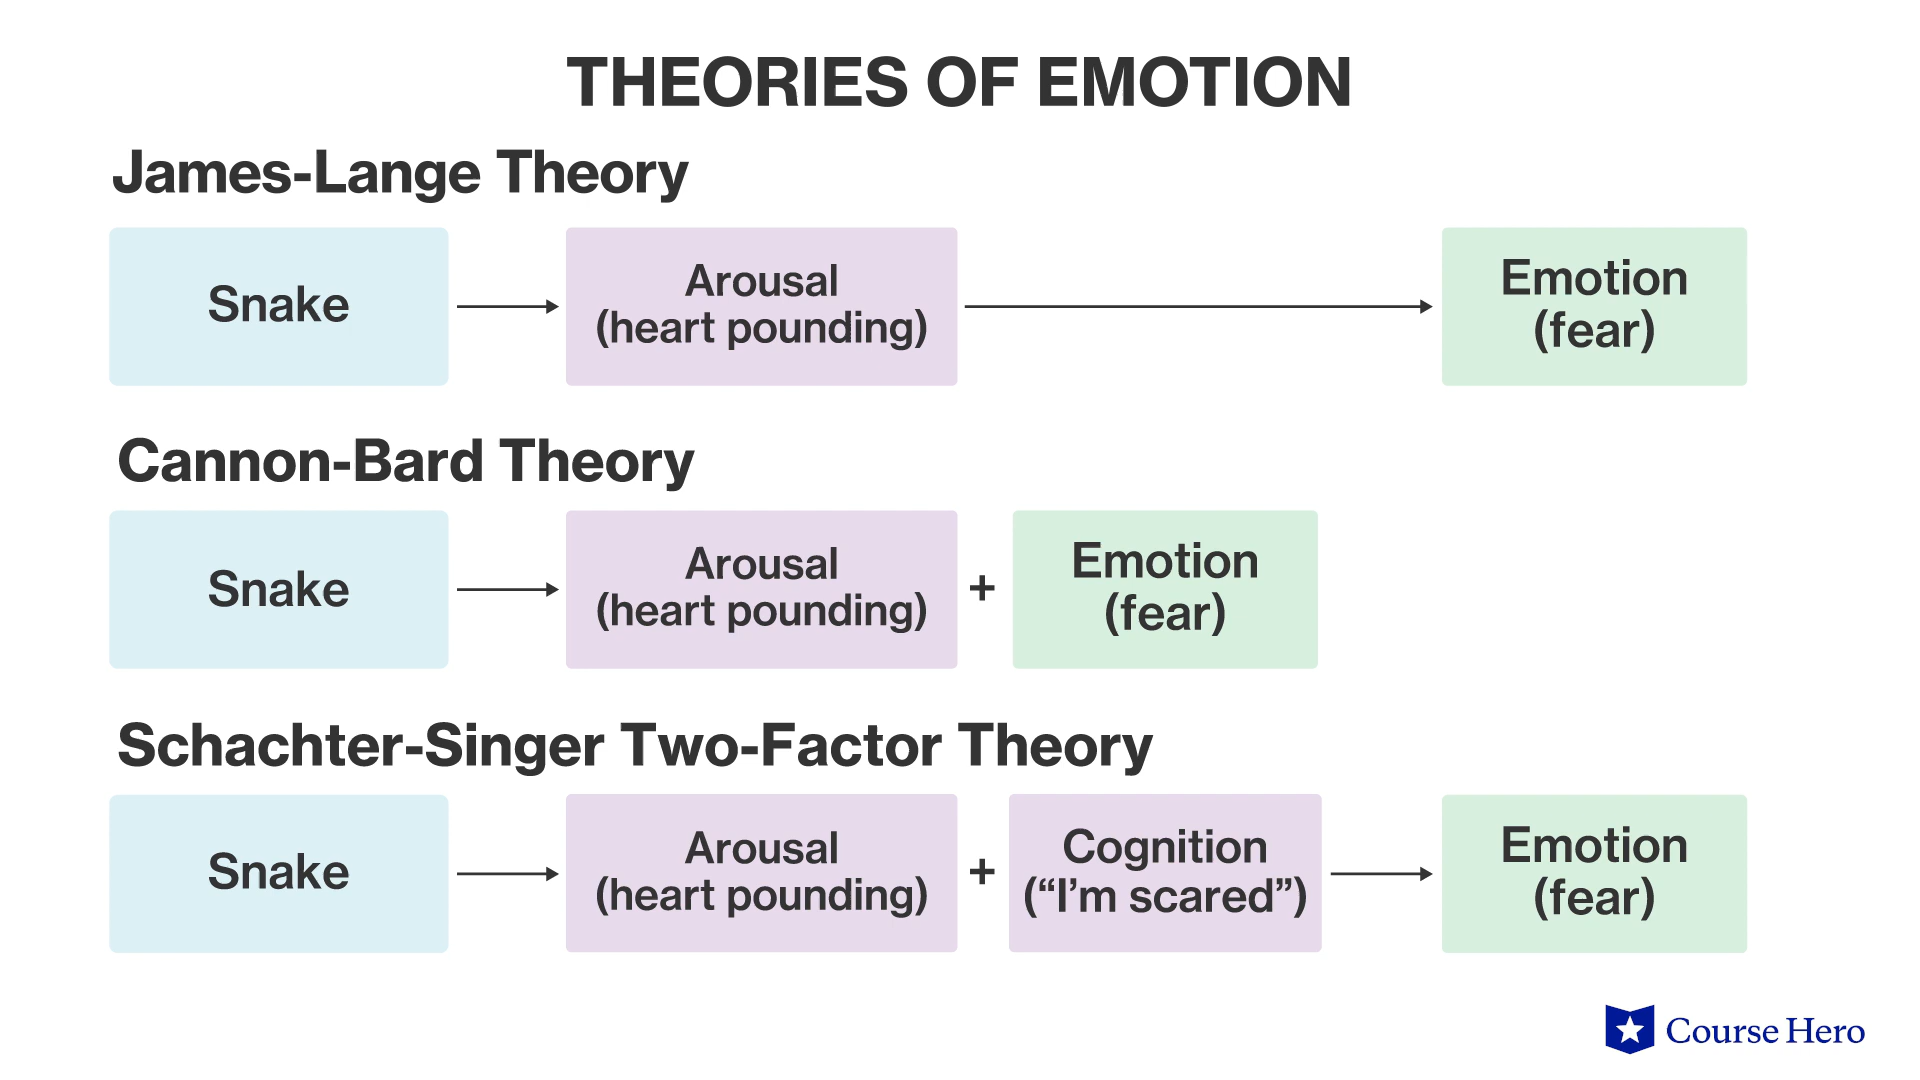 THEORIES OF EMOTION
James-Lange Theory
Snake
Arousal
(heart pounding)
Emotion
(fear)
Cannon-Bard Theory
Snake
Arousal
(heart pounding)
+
Emotion
(fear)
Schachter-Singer Two-Factor Theory
Snake
Arousal
(heart pounding)
+
Cognition
(“I’m scared”)
Emotion
(fear)
Course Hero